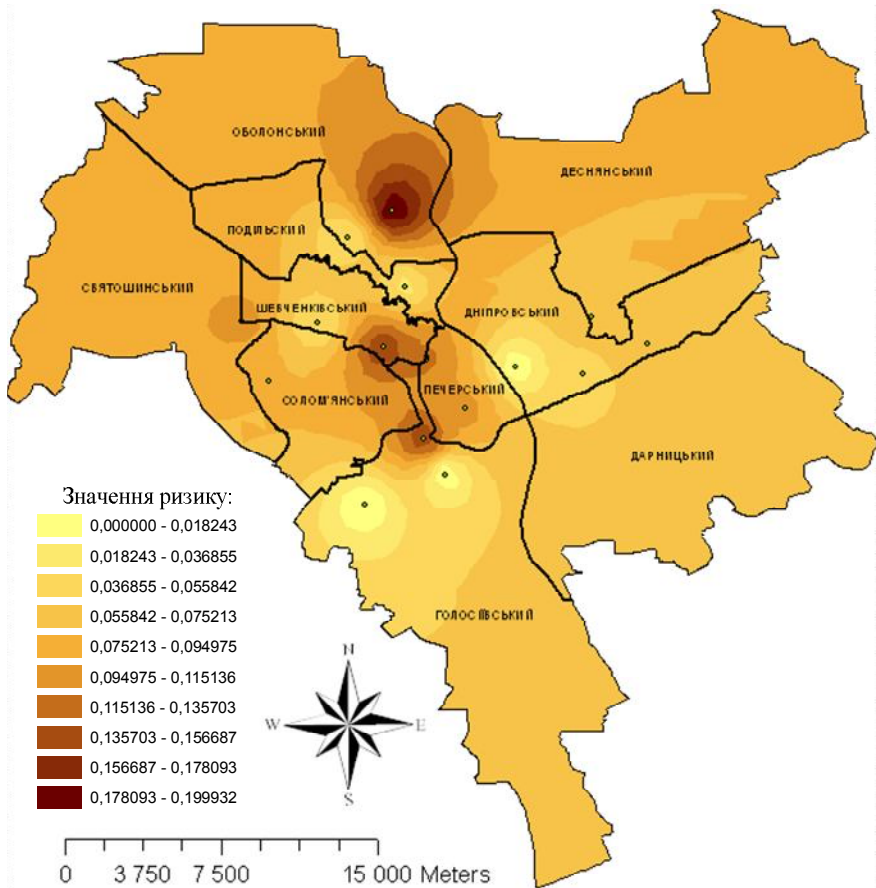 ОБОЛОНСЬКИЙ
ДЕСНЯНСЬКИЙ
ПОДІЛЬСКИЙ
СВЯТОШИНСЬКИЙ
ШЕВЧЕНКІВСЬКИЙ
ДНІПРОВСЬКИЙ
СОЛОМ'ЯНСЬКИЙ
ПЕЧЕРСЬКИЙ
ДАРНИЦЬКИЙ
ГОЛОСІЇВСЬКИЙ
Значення ризику:
0,000000 - 0,018243
0,018243 - 0,036855
0,036855 - 0,055842
0,055842 - 0,075213
0,075213 - 0,094975
0,094975 - 0,115136
0,115136 - 0,135703
0,135703 - 0,156687
0,156687 - 0,178093
0,178093 - 0,199932
N
W E
S
0 3 750 7 500 15 000 Meters